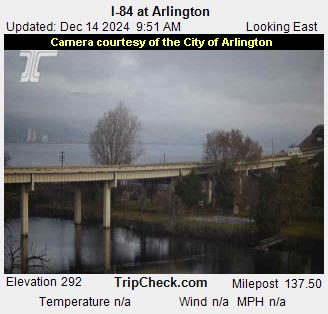 I-84 at Arlington
Updated: Dec 14 2024 9:51 AM Looking East
Camera courtesy of the City of Arlington
Elevation 292 TripCheck.com Milepost 137.50
Temperature n/a Wind n/a MPH n/a